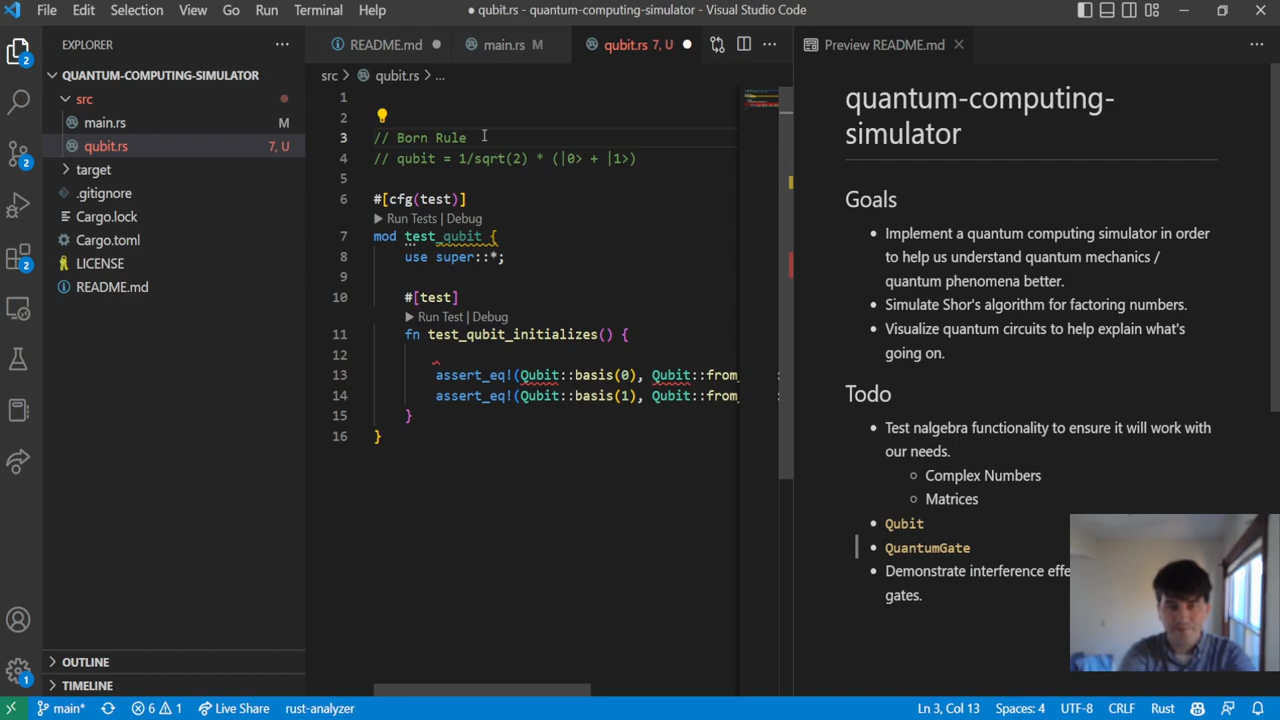 File Edit Selection View Go Run Terminal Help
● qubit.rs - quantum-computing-simulator - Visual Studio Code
EXPLORER
QUANTUM-COMPUTING-SIMULATOR
src
main.rs M
qubit.rs 7, U
target
.gitignore
Cargo.lock
Cargo.toml
LICENSE
README.md
OUTLINE
TIMELINE
2
2
2
1
README.md
main.rs M
qubit.rs 7, U
src > qubit.rs > ...
1
2
3 // Born Rule
4 // qubit = 1/sqrt(2) * (|0> + |1>)
5
6 #[cfg(test)]
Run Tests | Debug
7 mod test_qubit {
8 use super::*;
9
10 #[test]
Run Test | Debug
11 fn test_qubit_initializes() {
12
13 assert_eq!(Qubit::basis(0), Qubit::from_
14 assert_eq!(Qubit::basis(1), Qubit::from_
15 }
16 }
Preview README.md
quantum-computing-
simulator
Goals
• Implement a quantum computing simulator in order
to help us understand quantum mechanics /
quantum phenomena better.
• Simulate Shor's algorithm for factoring numbers.
• Visualize quantum circuits to help explain what's
going on.
Todo
• Test nalgebra functionality to ensure it will work with
our needs.
○ Complex Numbers
○ Matrices
• Qubit
• QuantumGate
• Demonstrate interference effe
gates.
main* 6 1 Live Share rust-analyzer Ln 3, Col 13 Spaces: 4 UTF-8 CRLF Rust